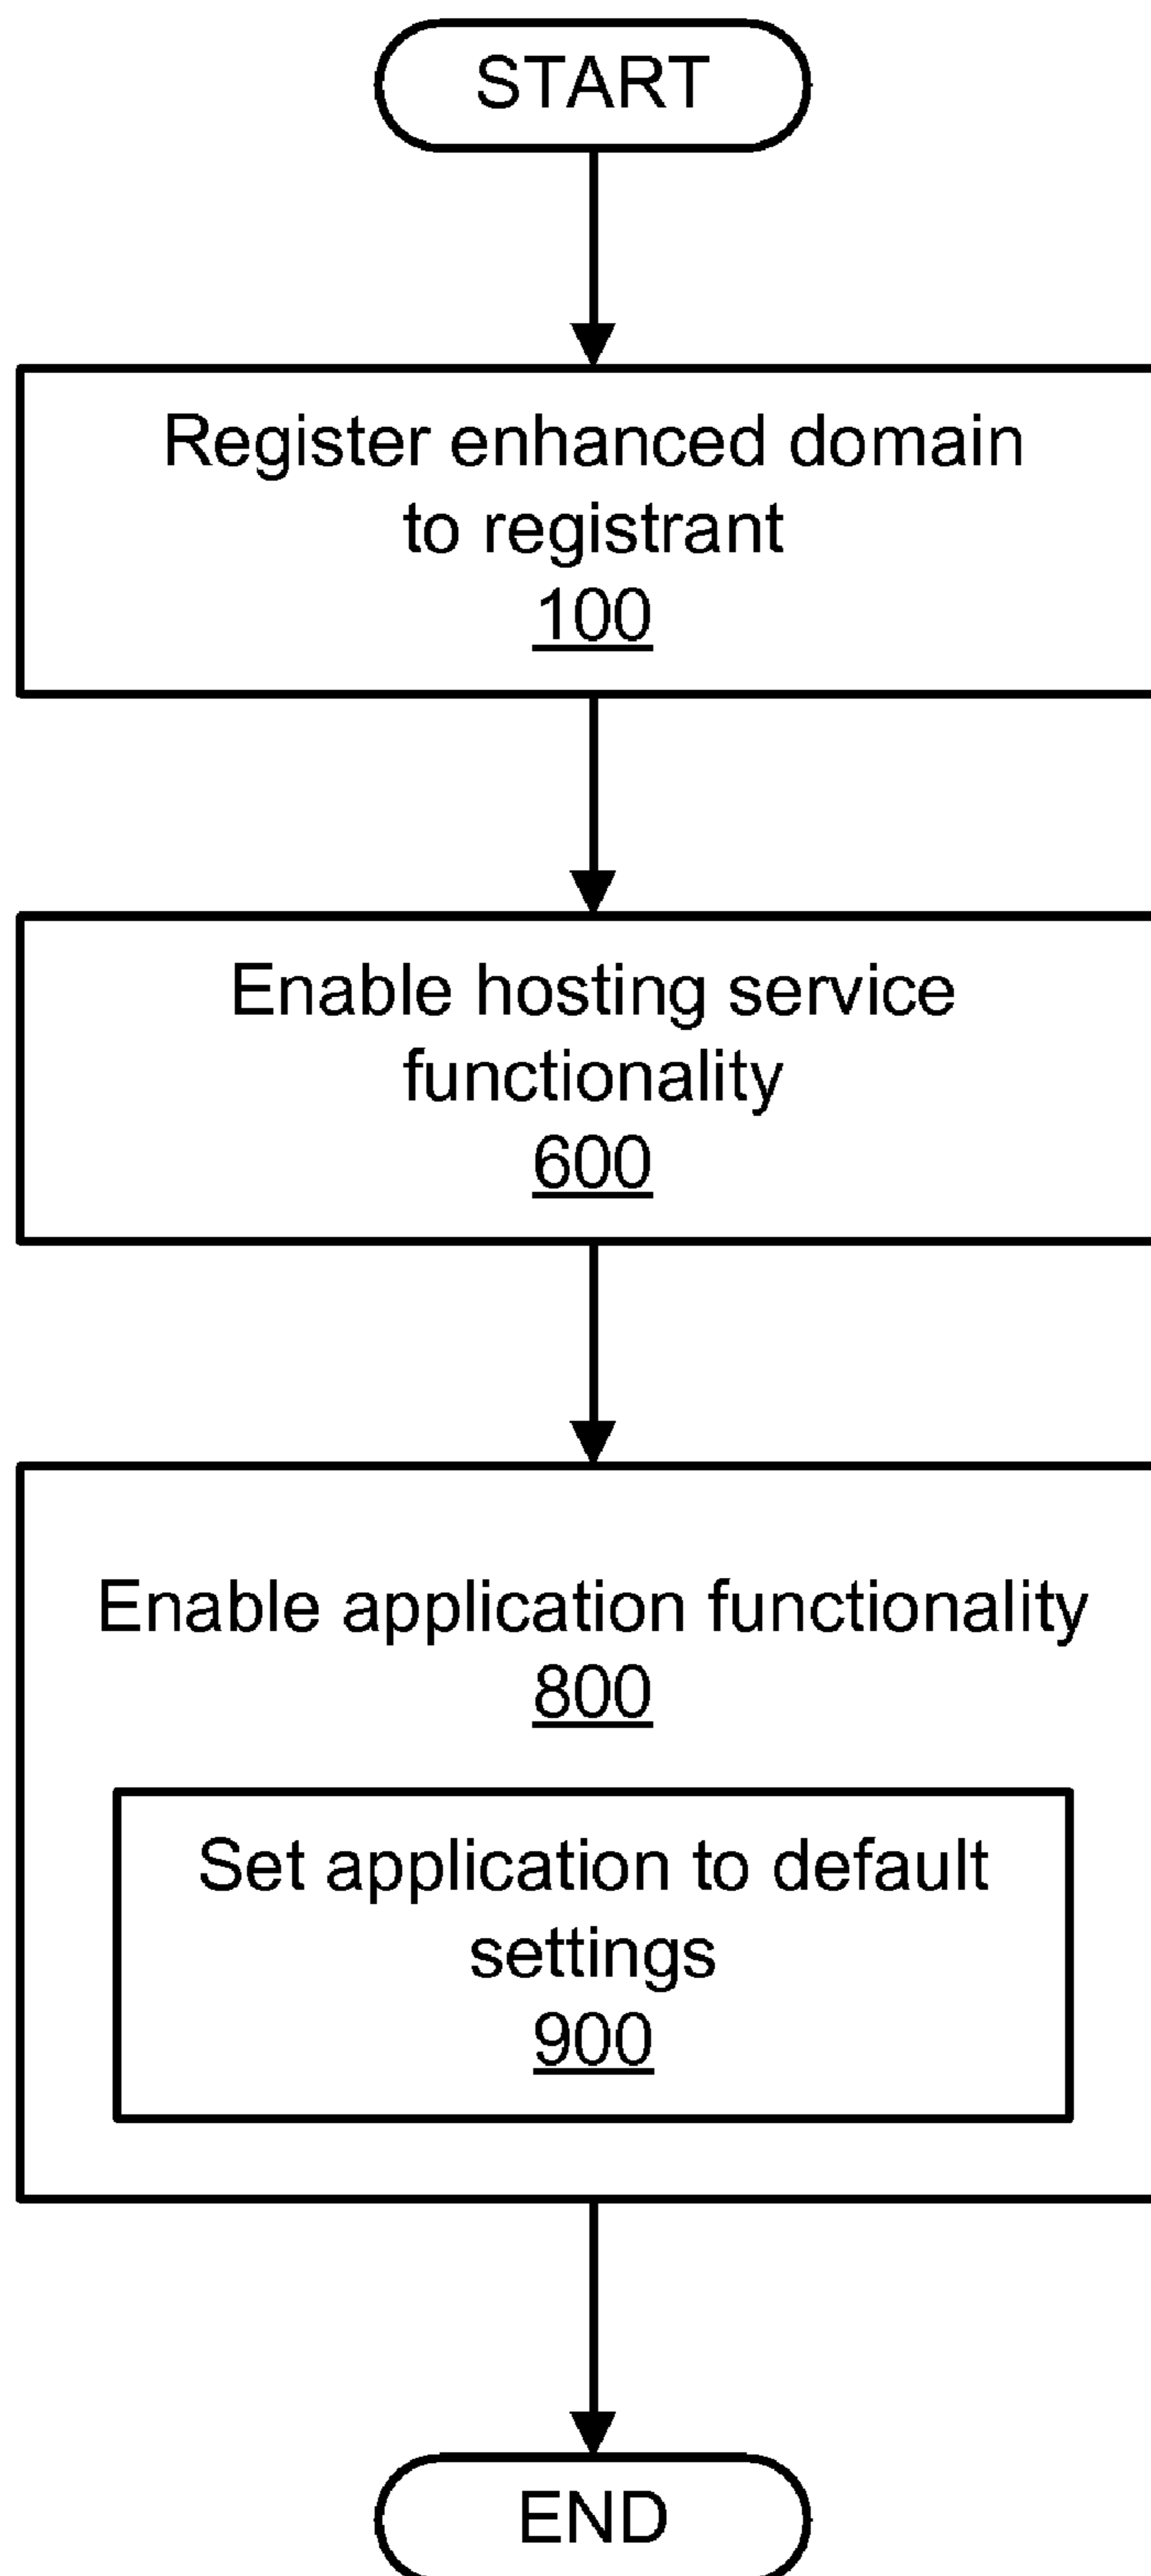 START
Register enhanced domain
to registrant
100
Enable hosting service
functionality
600
Enable application functionality
800
Set application to default
settings
900
END